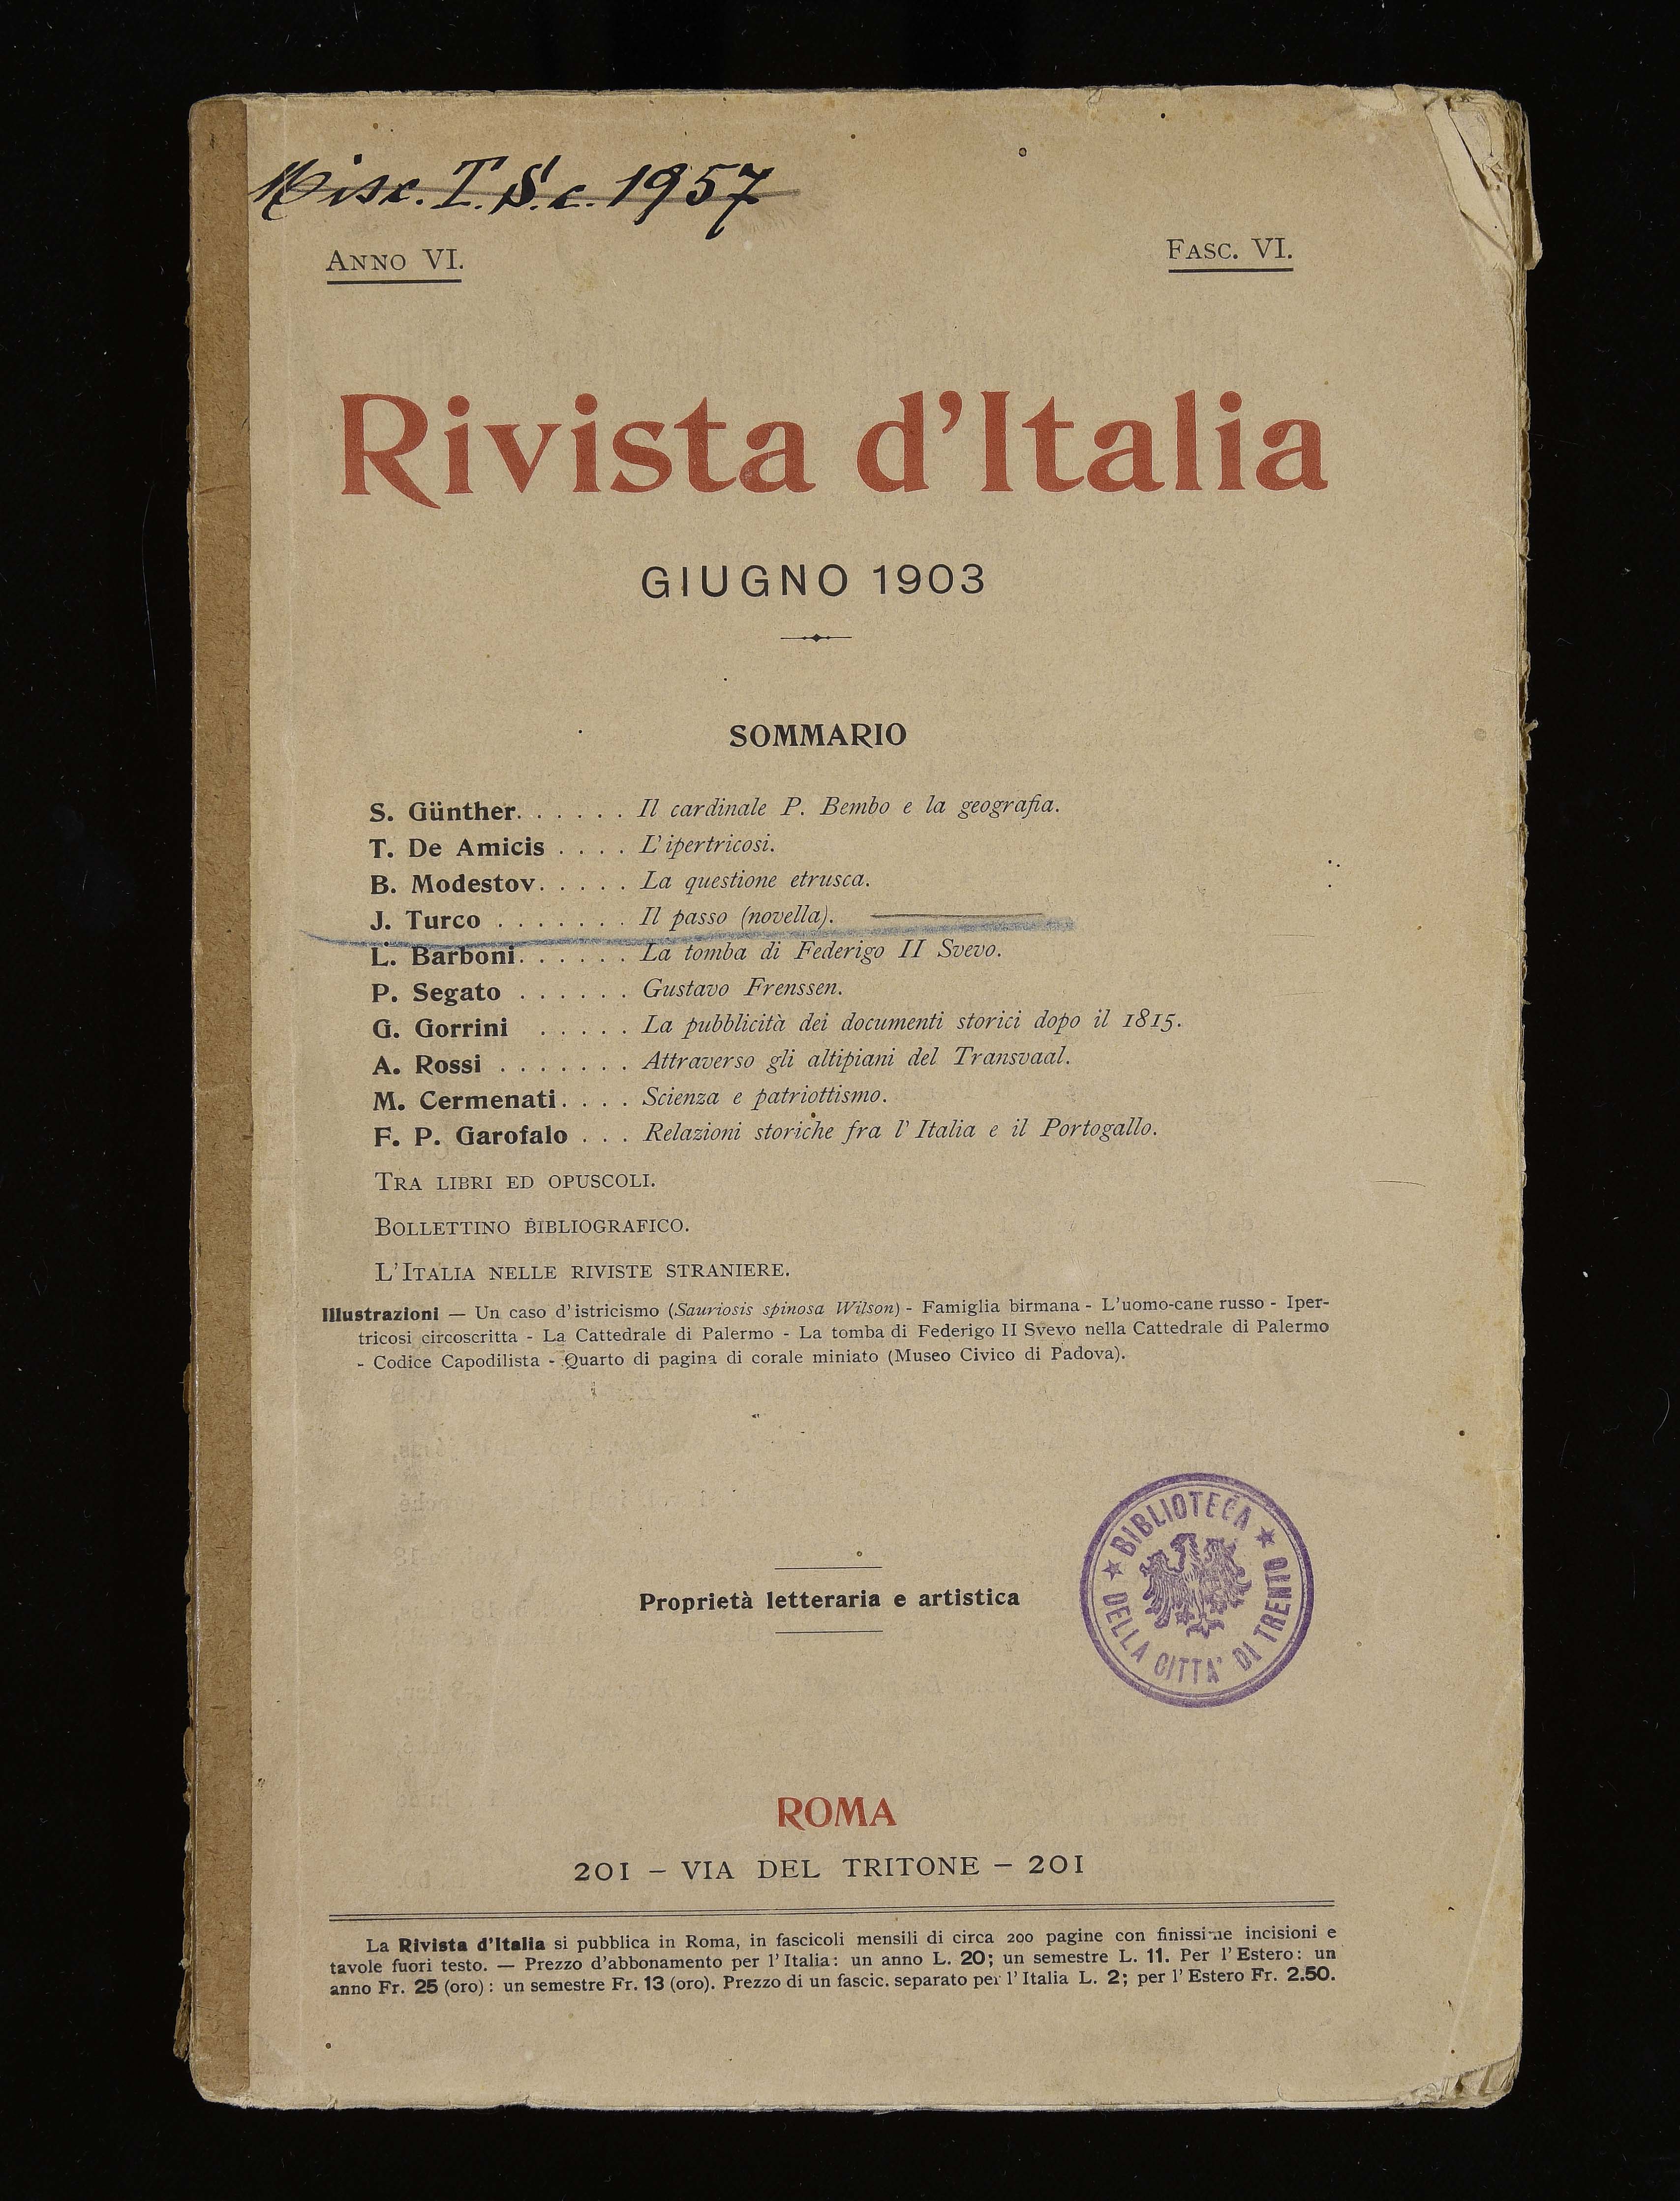 Misc. T. S. c. 1957
ANNO VI.
FASC. VI.
Rivista d'Italia
GIUGNO 1903
SOMMARIO
S. Günther. . . . . . Il cardinale P. Bembo e la geografia.
T. De Amicis . . . . L'ipertricosi.
B. Modestov. . . . . La questione etrusca.
J. Turco . . . . . . . Il passo (novella).
L. Barboni. . . . . . La tomba di Federigo II Svevo.
P. Segato . . . . . . Gustavo Frenssen.
G. Gorrini . . . . . La pubblicità dei documenti storici dopo il 1815.
A. Rossi . . . . . . . Attraverso gli altipiani del Transvaal.
M. Cermenati. . . . Scienza e patriottismo.
F. P. Garofalo . . . Relazioni storiche fra l'Italia e il Portogallo.
TRA LIBRI ED OPUSCOLI.
BOLLETTINO BIBLIOGRAFICO.
L'ITALIA NELLE RIVISTE STRANIERE.
Illustrazioni — Un caso d'istricismo (Sauriosis spinosa Wilson) - Famiglia birmana - L'uomo-cane russo - Iper-
tricosi circoscritta - La Cattedrale di Palermo - La tomba di Federigo II Svevo nella Cattedrale di Palermo
- Codice Capodilista - Quarto di pagina di corale miniato (Museo Civico di Padova).
Proprietà letteraria e artistica
★ BIBLIOTECA ★
DELLA CITTA' DI TRENTO
ROMA
201 — VIA DEL TRITONE — 201
La Rivista d'Italia si pubblica in Roma, in fascicoli mensili di circa 200 pagine con finissime incisioni e
tavole fuori testo. — Prezzo d'abbonamento per l'Italia: un anno L. 20; un semestre L. 11. Per l'Estero: un
anno Fr. 25 (oro): un semestre Fr. 13 (oro). Prezzo di un fascic. separato per l'Italia L. 2; per l'Estero Fr. 2.50.